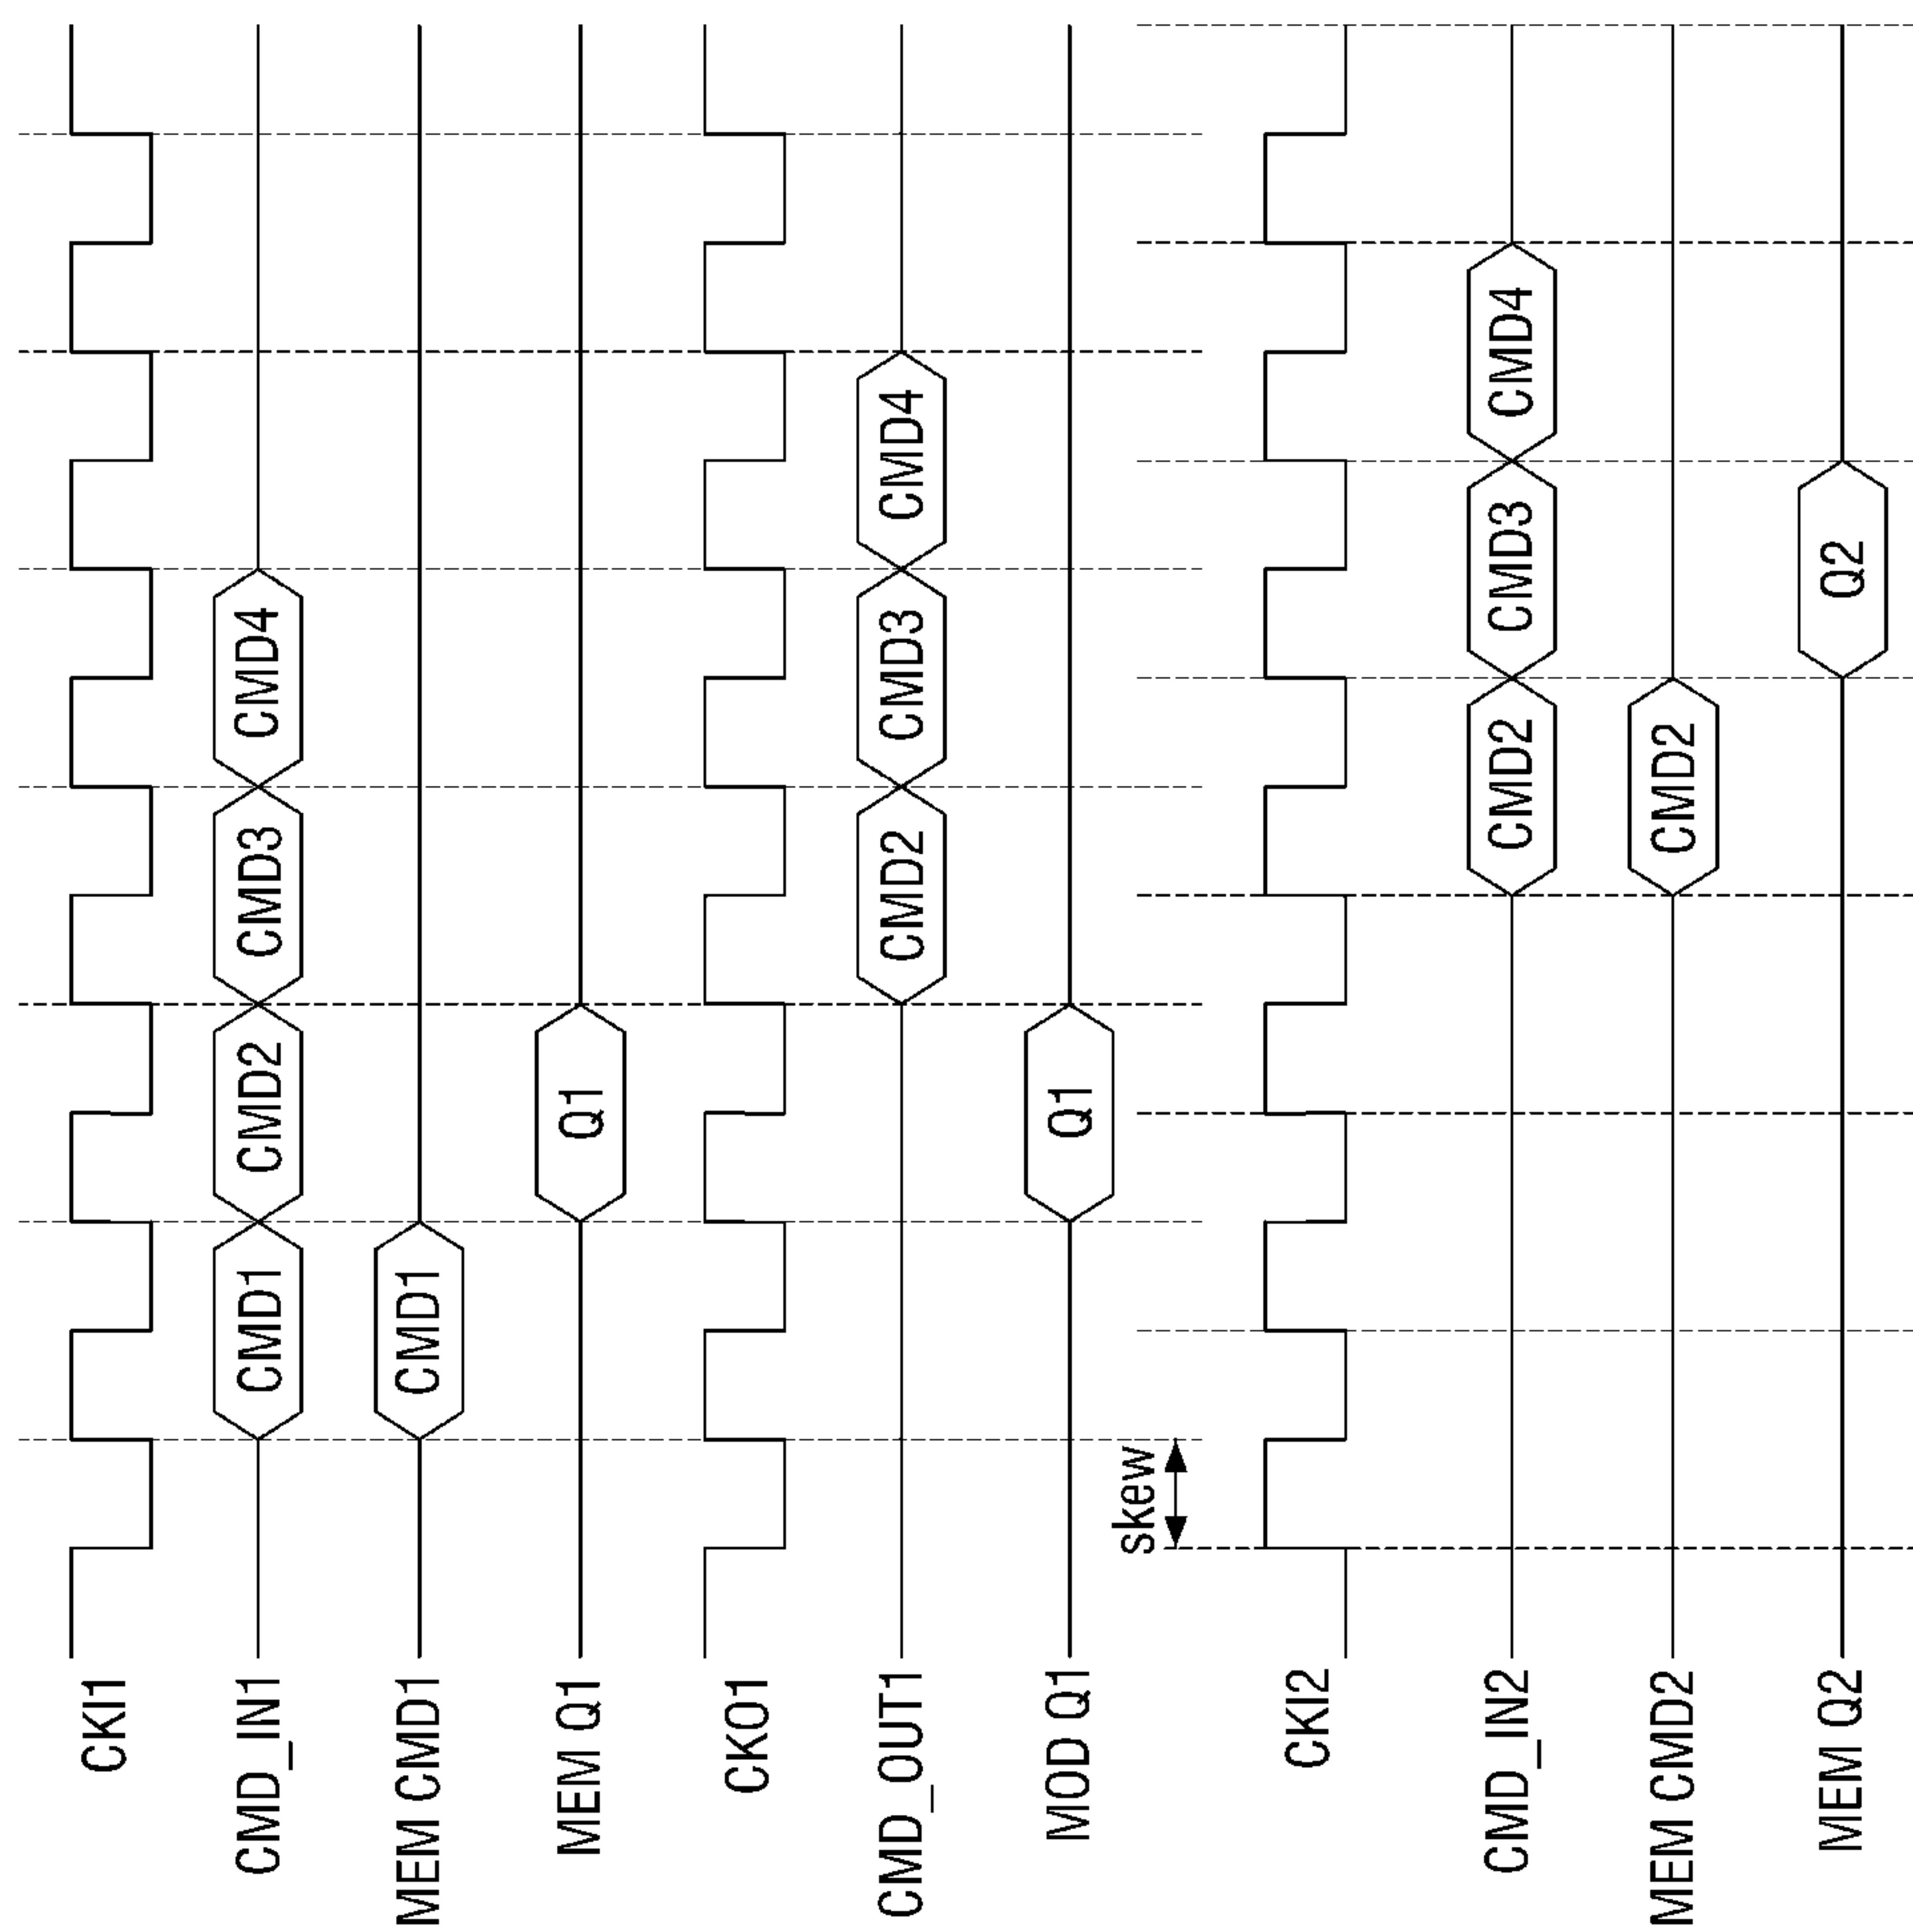 CKI1
CMD_IN1 CMD1 CMD2 CMD3 CMD4
MEM CMD1 CMD1
MEM Q1 Q1
CKO1
CMD_OUT1 CMD2 CMD3 CMD4
MOD Q1 Q1
skew
CKI2
CMD_IN2 CMD2 CMD3 CMD4
MEM CMD2 CMD2
MEM Q2 Q2